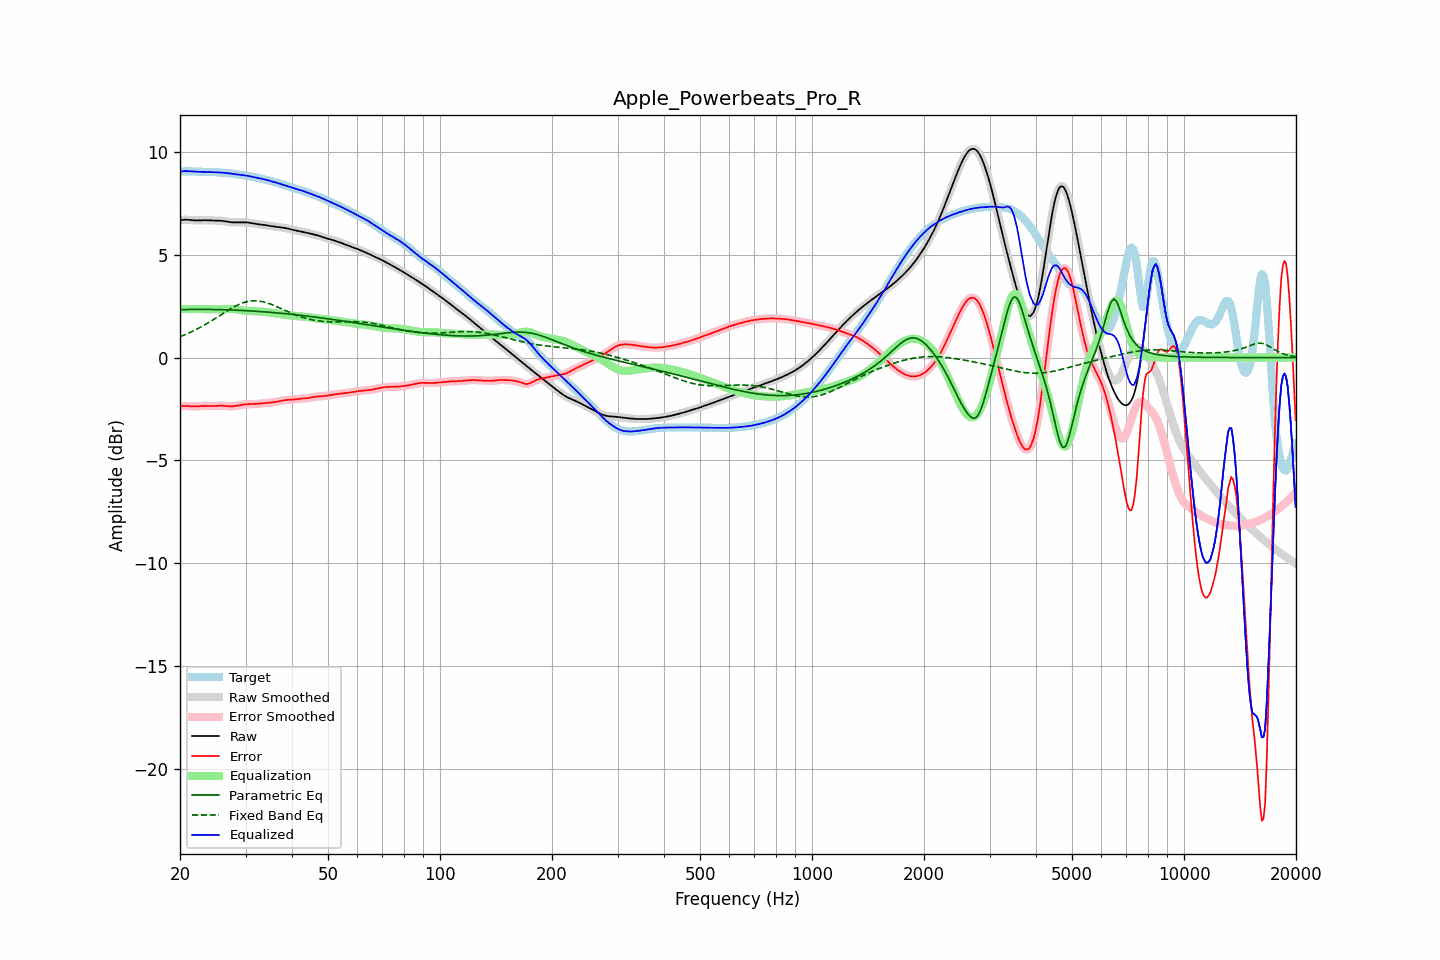 Apple_Powerbeats_Pro_R
Amplitude (dBr)
10
5
0
−5
−10
−15
−20
Target
Raw Smoothed
Error Smoothed
Raw
Error
Equalization
Parametric Eq
Fixed Band Eq
Equalized
20 50 100 200 500 1000 2000 5000 10000 20000
Frequency (Hz)